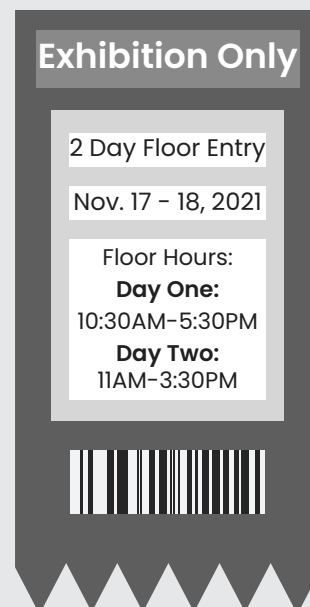 Exhibition Only
2 Day Floor Entry
Nov. 17 - 18, 2021
Floor Hours:
Day One:
10:30AM-5:30PM
Day Two:
11AM-3:30PM